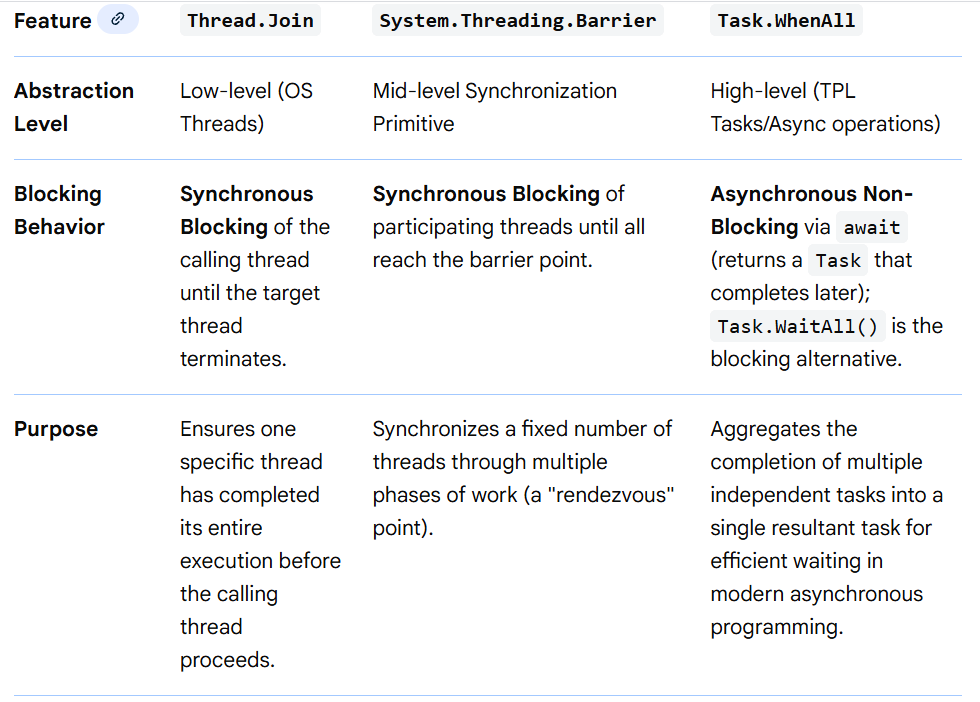 Feature Thread.Join System.Threading.Barrier Task.WhenAll
Abstraction Level
Low-level (OS
Threads)
Mid-level Synchronization
Primitive
High-level (TPL
Tasks/Async operations)
Blocking
Behavior
Synchronous
Blocking of the
calling thread
until the target
thread
terminates.
Synchronous Blocking of
participating threads until all
reach the barrier point.
Asynchronous Non-
Blocking via await
(returns a Task that
completes later);
Task.WaitAll() is the
blocking alternative.
Purpose
Ensures one
specific thread
has completed
its entire
execution before
the calling
thread
proceeds.
Synchronizes a fixed number of
threads through multiple
phases of work (a "rendezvous"
point).
Aggregates the
completion of multiple
independent tasks into a
single resultant task for
efficient waiting in
modern asynchronous
programming.